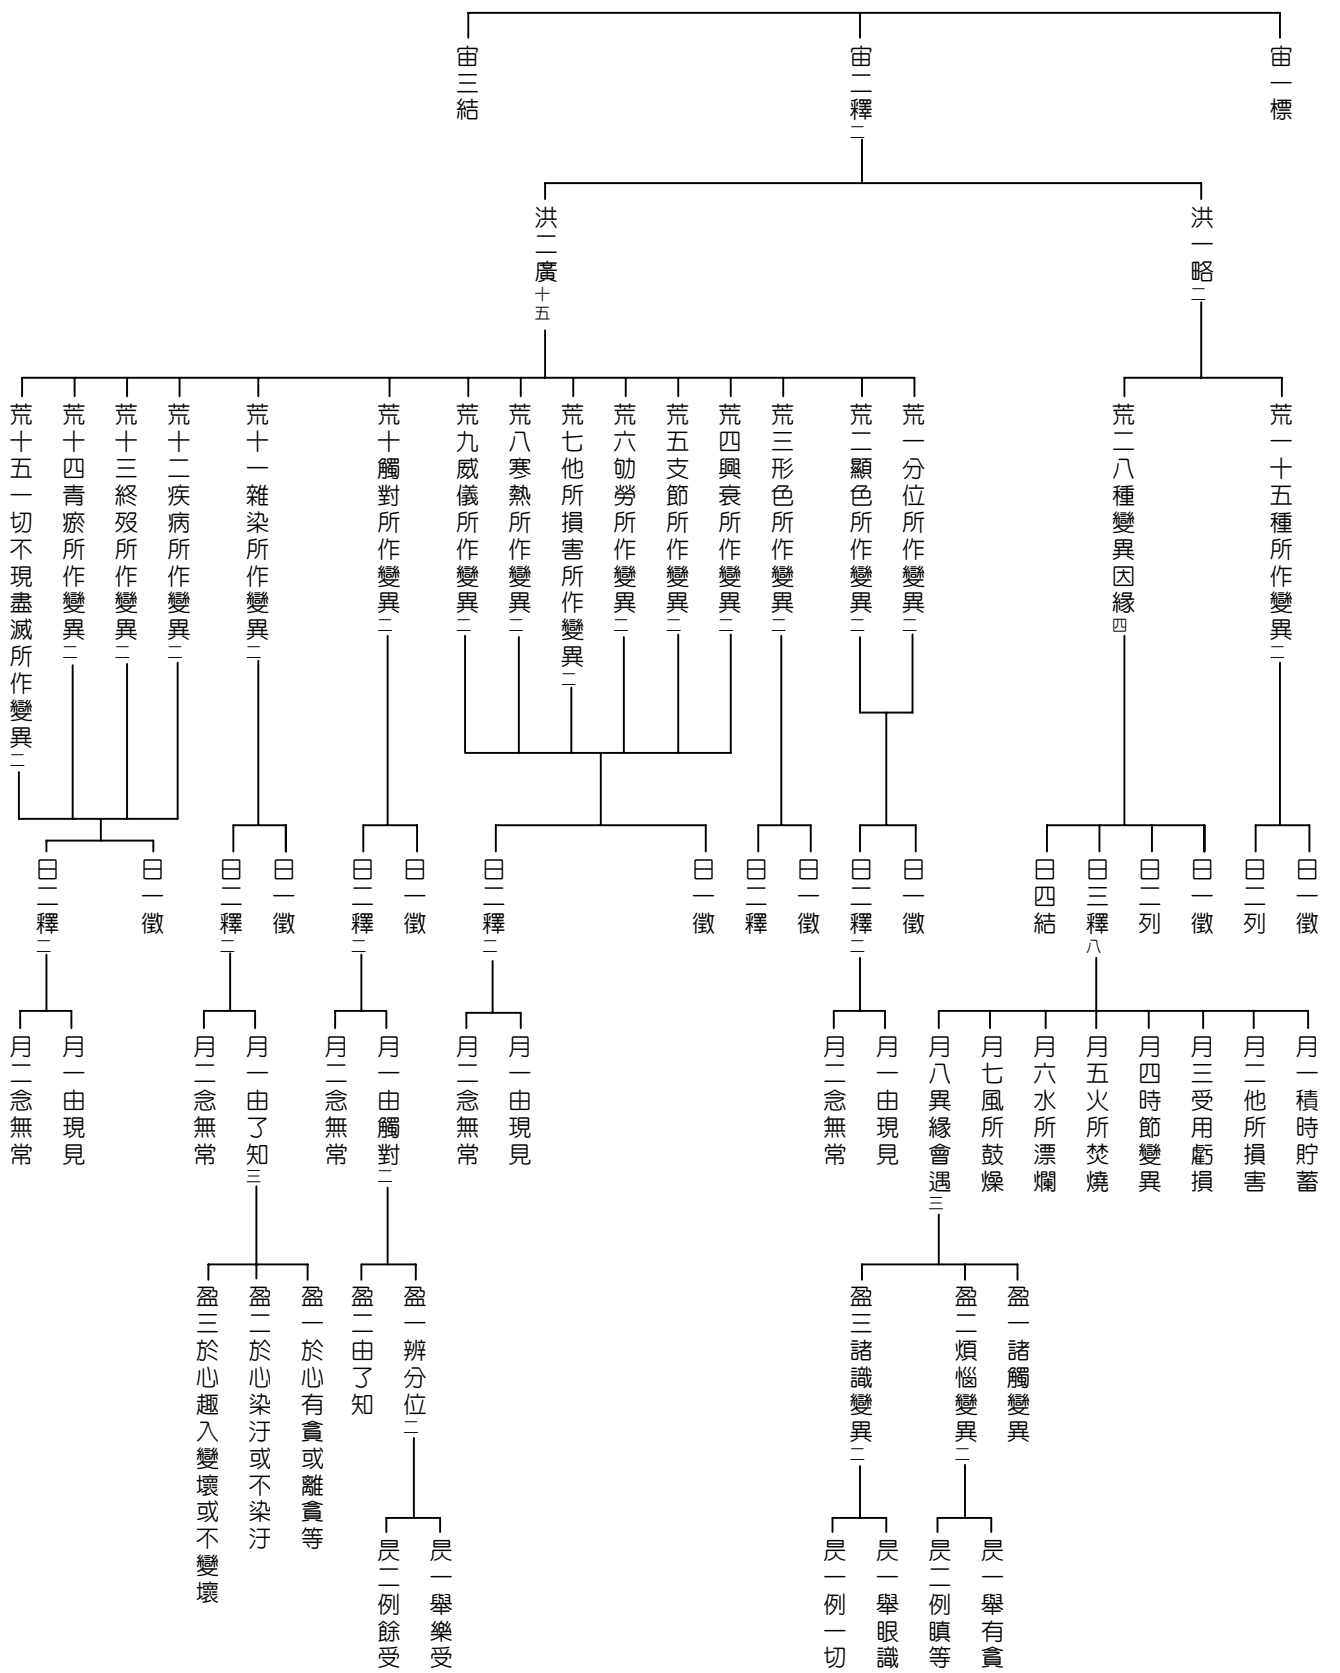 宙一標
宙二釋二
宙三結
洪一略二
洪二廣十五
荒一十五種所作變異二
荒二八種變異因緣四
荒一分位所作變異二
荒二顯色所作變異二
荒三形色所作變異二
荒四興衰所作變異二
荒五支節所作變異二
荒六劬勞所作變異二
荒七他所損害所作變異二
荒八寒熱所作變異二
荒九威儀所作變異二
荒十觸對所作變異二
荒十一雜染所作變異二
荒十二疾病所作變異二
荒十三終歿所作變異二
荒十四青瘀所作變異二
荒十五一切不現盡滅所作變異二
日一徵
日二列
日一徵
日二列
日三釋八
日四結
日一徵
日二釋二
日一徵
日二釋
日一徵
日二釋二
日一徵
日二釋二
日一徵
日二釋二
日一徵
日二釋二
月一積時貯蓄
月二他所損害
月三受用虧損
月四時節變異
月五火所焚燒
月六水所漂爛
月七風所鼓燥
月八異緣會遇三
月一由現見
月二念無常
月一由現見
月二念無常
月一由觸對二
月二念無常
月一由了知三
月二念無常
月一由現見
月二念無常
盈一諸觸變異
盈二煩惱變異二
盈三諸識變異二
盈一辨分位二
盈二由了知
盈一於心有貪或離貪等
盈二於心染汙或不染汙
盈三於心趣入變壞或不變壞
昃一舉有貪
昃二例瞋等
昃一舉眼識
昃一例一切
昃一舉樂受
昃二例餘受